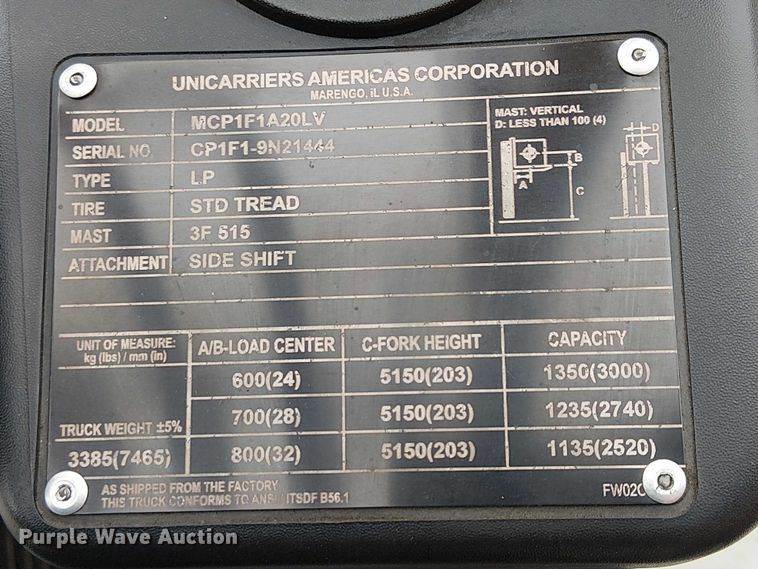 UNICARRIERS AMERICAS CORPORATION
MARENGO, iL U.S.A.
MODEL MCP1F1A20LV
SERIAL NO. CP1F1-9N21444
TYPE LP
TIRE STD TREAD
MAST 3F 515
ATTACHMENT SIDE SHIFT
MAST: VERTICAL
D: LESS THAN 100 (4)
A
B
C
D
UNIT OF MEASURE: A/B-LOAD CENTER C-FORK HEIGHT CAPACITY
kg (lbs) / mm (in)
600(24) 5150(203) 1350(3000)
700(28) 5150(203) 1235(2740)
TRUCK WEIGHT ±5%
3385(7465) 800(32) 5150(203) 1135(2520)
AS SHIPPED FROM THE FACTORY
THIS TRUCK CONFORMS TO ITSDF B56.1
Purple Wave Auction